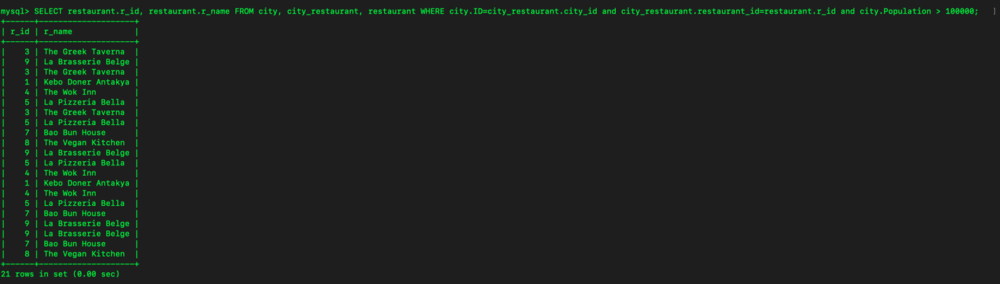 mysql> SELECT restaurant.r_id, restaurant.r_name FROM city, city_restaurant, restaurant WHERE city.ID=city_restaurant.city_id and city_restaurant.restaurant_id=restaurant.r_id and city.Population > 100000; ]
+------+--------------------+
| r_id | r_name             |
+------+--------------------+
|    3 | The Greek Taverna  |
|    9 | La Brasserie Belge |
|    3 | The Greek Taverna  |
|    1 | Kebo Doner Antakya |
|    4 | The Wok Inn        |
|    5 | La Pizzeria Bella  |
|    3 | The Greek Taverna  |
|    5 | La Pizzeria Bella  |
|    7 | Bao Bun House      |
|    8 | The Vegan Kitchen  |
|    9 | La Brasserie Belge |
|    5 | La Pizzeria Bella  |
|    4 | The Wok Inn        |
|    1 | Kebo Doner Antakya |
|    4 | The Wok Inn        |
|    5 | La Pizzeria Bella  |
|    7 | Bao Bun House      |
|    9 | La Brasserie Belge |
|    9 | La Brasserie Belge |
|    7 | Bao Bun House      |
|    8 | The Vegan Kitchen  |
+------+--------------------+
21 rows in set (0.00 sec)